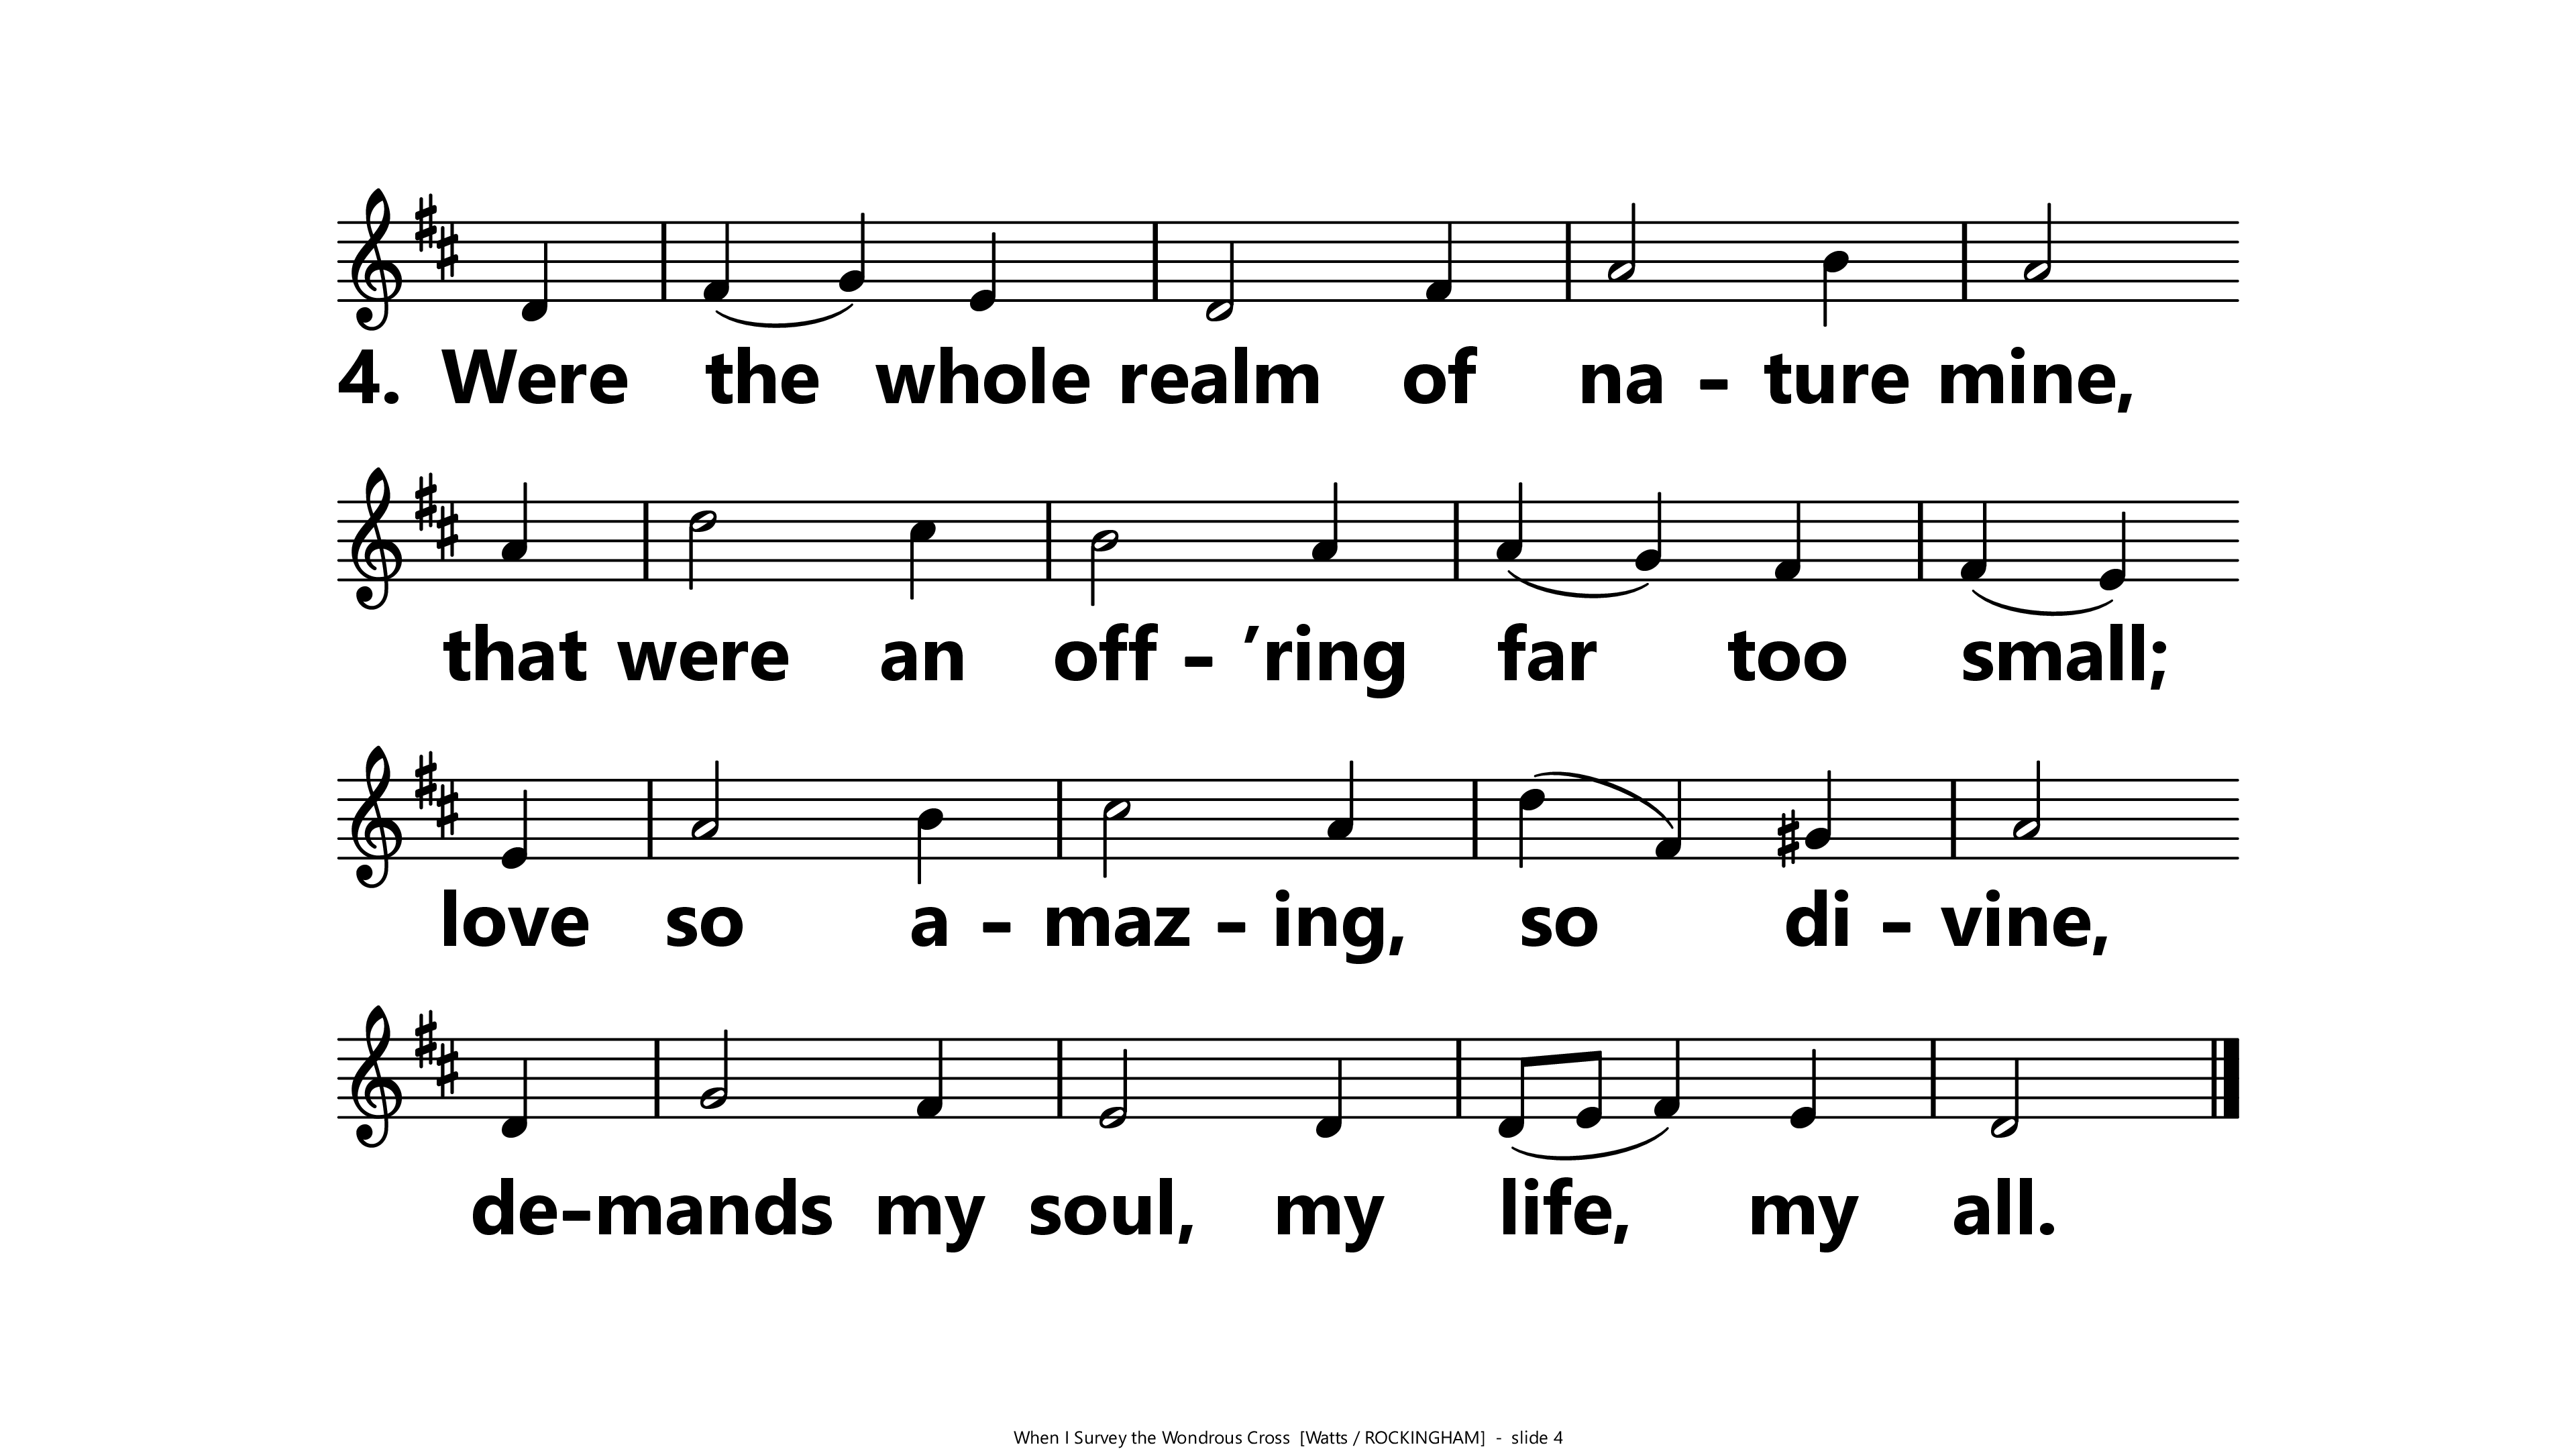 4. Were the whole realm of na - ture mine,
that were an off - ’ring far too small;
love so a - maz - ing, so di - vine,
de-mands my soul, my life, my all.
When I Survey the Wondrous Cross [Watts / ROCKINGHAM] - slide 4